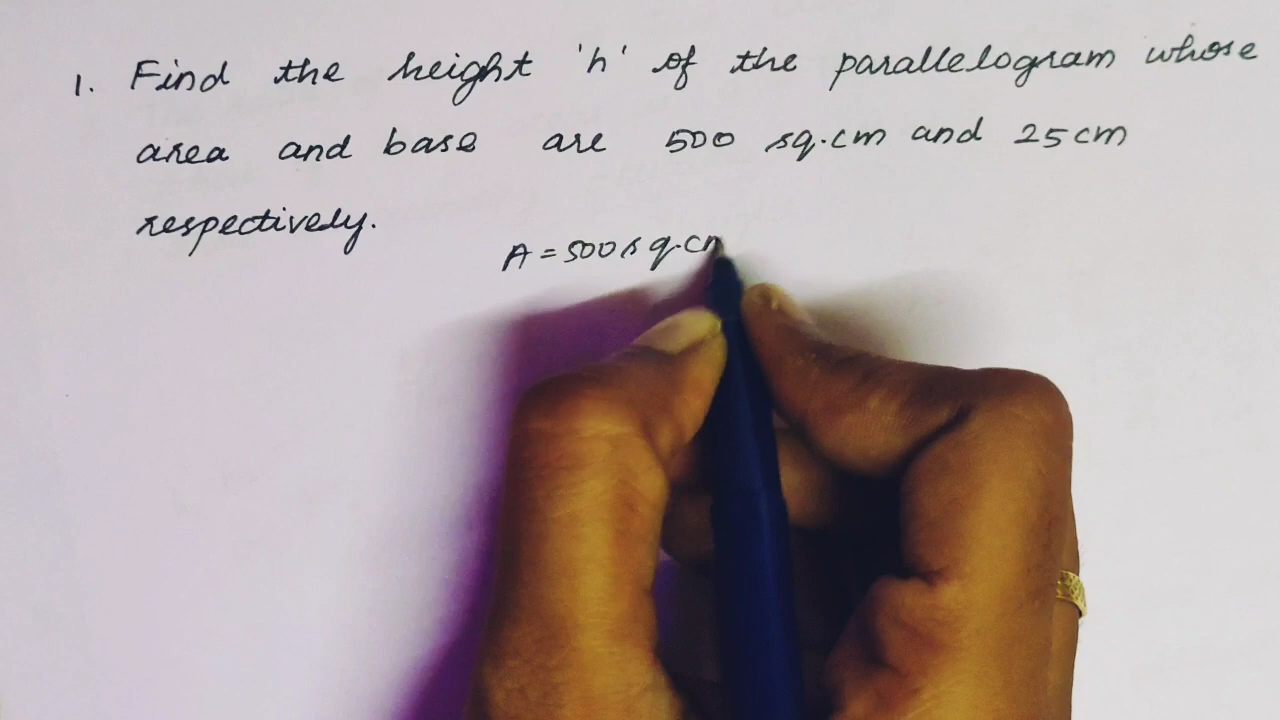 1. Find the height 'h' of the parallelogram whose
area and base are 500 sq.cm and 25cm
respectively.
A = 500 sq.cm